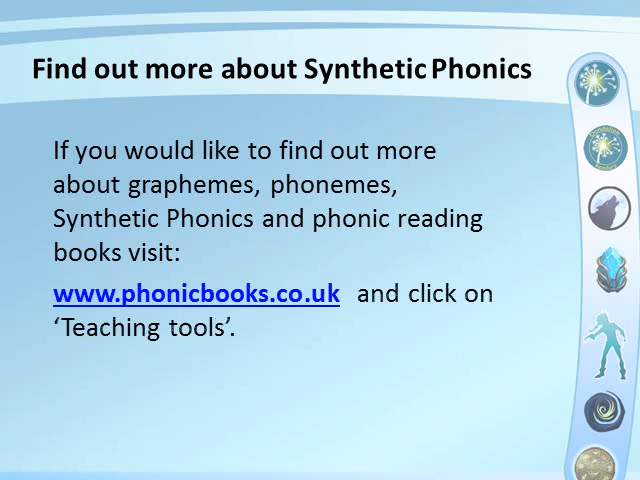 Find out more about Synthetic Phonics
If you would like to find out more
about graphemes, phonemes,
Synthetic Phonics and phonic reading
books visit:
www.phonicbooks.co.uk and click on
‘Teaching tools’.